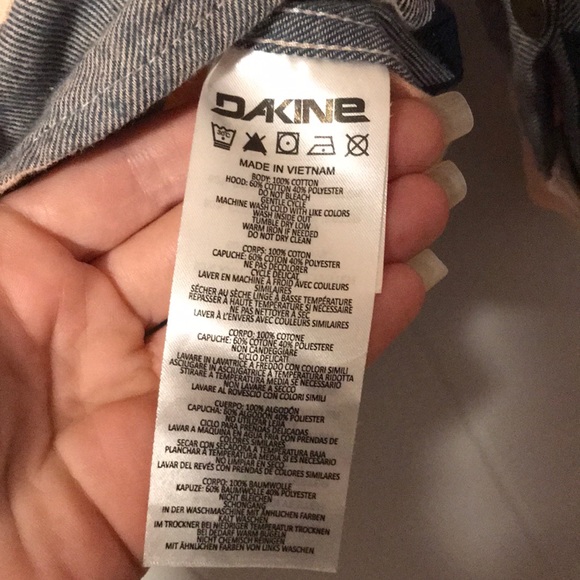 DAKINE
MADE IN VIETNAM
BODY: 100% COTTON
HOOD: 60% COTTON 40% POLYESTER
DO NOT BLEACH
GENTLE CYCLE
MACHINE WASH COLD WITH LIKE COLORS
WASH INSIDE OUT
TUMBLE DRY LOW
WARM IRON IF NEEDED
DO NOT DRY CLEAN
CORPS: 100% COTON
CAPUCHE: 60% COTON 40% POLYESTER
NE PAS DÉCOLORER
CYCLE DÉLICAT
LAVER EN MACHINE À FROID AVEC COULEURS
SIMILAIRES
SÉCHER AU SÈCHE LINGE À BASSE TEMPÉRATURE
REPASSER À HAUTE TEMPÉRATURE SI NÉCESSAIRE
NE PAS NETTOYER À SEC
LAVER À L'ENVERS AVEC COULEURS SIMILAIRES
CORPO: 100% COTONE
CAPUCHE: 60% COTONE 40% POLIESTERE
NON CANDEGGIARE
CICLO DELICATI
LAVARE IN LAVATRICE A FREDDO CON COLORI SIMILI
ASCIUGARE IN ASCIUGATRICE A TEMPERATURA RIDOTTA
STIRARE A TEMPERATURA MEDIA SE NECESSARIO
NON LAVARE A SECCO
LAVARE AL ROVESCIO CON COLORI SIMILI
CUERPO: 100% ALGODÓN
CAPUCHA: 60% ALGODÓN 40% POLIESTER
NO UTILIZAR LEJÍA
CICLO PARA PRENDAS DELICADAS
LAVAR A MAQUINA EN AGUA FRIA CON PRENDAS DE
COLORES SIMILARES
SECAR CON SECADORA A TEMPERATURA BAJA
PLANCHAR A TEMPERATURA MEDIA SI ES NECESARIO
NO LIMPIAR EN SECO
LAVAR DEL REVÉS CON PRENDAS DE COLORES SIMILARES
CORPO: 100% BAUMWOLLE
KAPUZE: 60% BAUMWOLLE 40% POLYESTER
NICHT BLEICHEN
SCHONGANG
IN DER WASCHMASCHINE MIT ÄHNLICHEN FARBEN
KALT WASCHEN
IM TROCKNER BEI NIEDRIGER TEMPERATUR TROCKNEN
BEI BEDARF WARM BÜGELN
NICHT CHEMISCH REINIGEN
MIT ÄHNLICHEN FARBEN VON LINKS WASCHEN